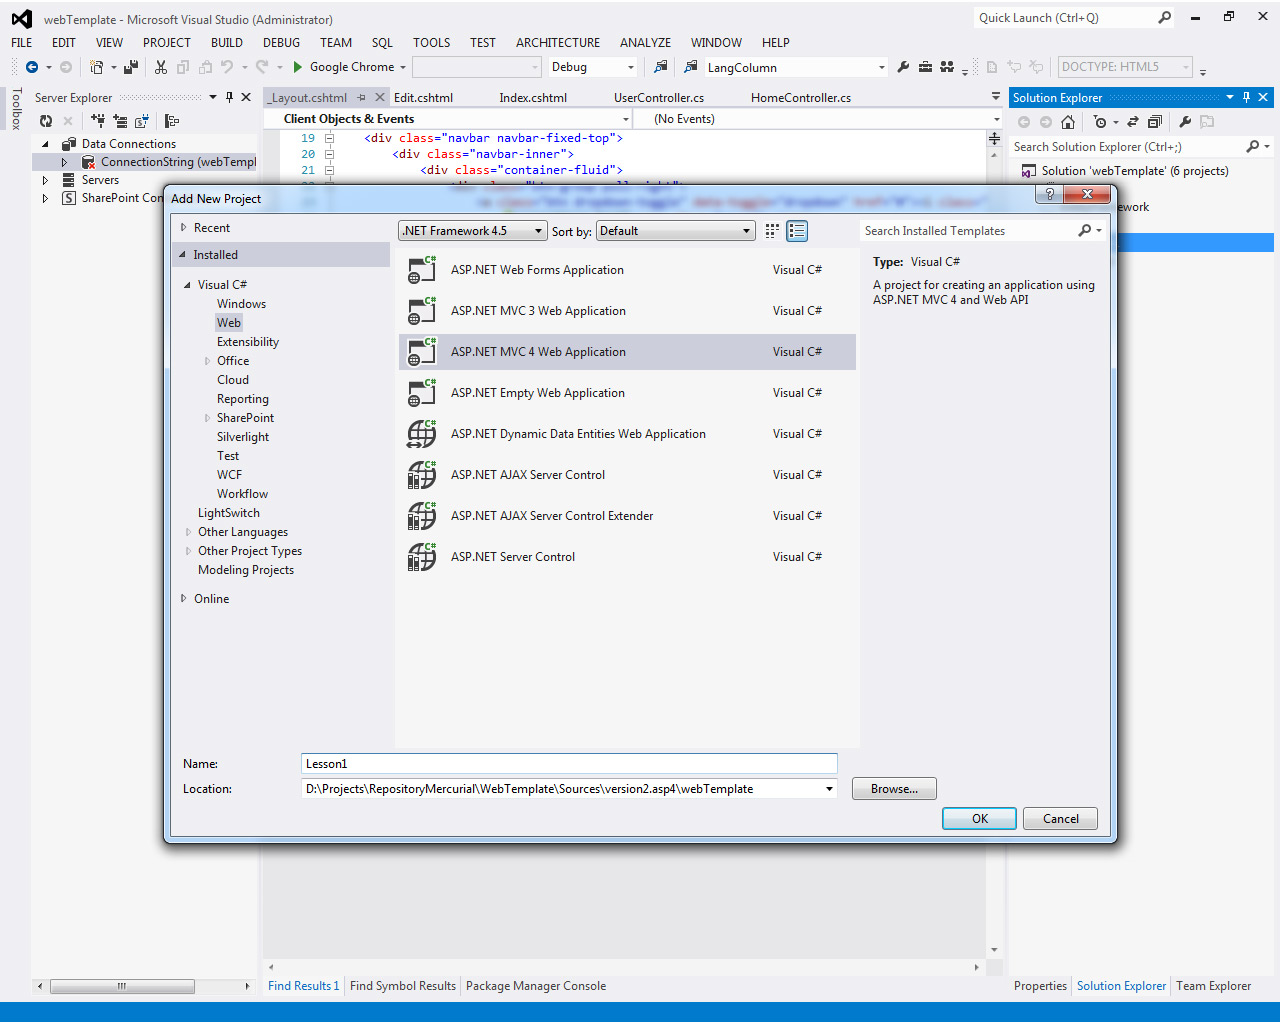 webTemplate - Microsoft Visual Studio (Administrator)
Quick Launch (Ctrl+Q)
FILE EDIT VIEW PROJECT BUILD DEBUG TEAM SQL TOOLS TEST ARCHITECTURE ANALYZE WINDOW HELP
Google Chrome Debug LangColumn DOCTYPE: HTML5
Toolbox
Server Explorer
_Layout.cshtml Edit.cshtml Index.cshtml UserController.cs HomeController.cs
Solution Explorer
Client Objects & Events (No Events)
Data Connections
ConnectionString (webTempl
Servers
SharePoint Con
19 <div class="navbar navbar-fixed-top">
20 <div class="navbar-inner">
21 <div class="container-fluid">
Search Solution Explorer (Ctrl+;)
Solution 'webTemplate' (6 projects)
Add New Project
Recent
Installed
Visual C#
Windows
Web
Extensibility
Office
Cloud
Reporting
SharePoint
Silverlight
Test
WCF
Workflow
LightSwitch
Other Languages
Other Project Types
Modeling Projects
Online
.NET Framework 4.5 Sort by: Default
Search Installed Templates
ASP.NET Web Forms Application Visual C#
ASP.NET MVC 3 Web Application Visual C#
ASP.NET MVC 4 Web Application Visual C#
ASP.NET Empty Web Application Visual C#
ASP.NET Dynamic Data Entities Web Application Visual C#
ASP.NET AJAX Server Control Visual C#
ASP.NET AJAX Server Control Extender Visual C#
ASP.NET Server Control Visual C#
Type: Visual C#
A project for creating an application using
ASP.NET MVC 4 and Web API
Name: Lesson1
Location: D:\Projects\RepositoryMercurial\WebTemplate\Sources\version2.asp4\webTemplate
Browse...
OK Cancel
Find Results 1 Find Symbol Results Package Manager Console
Properties Solution Explorer Team Explorer